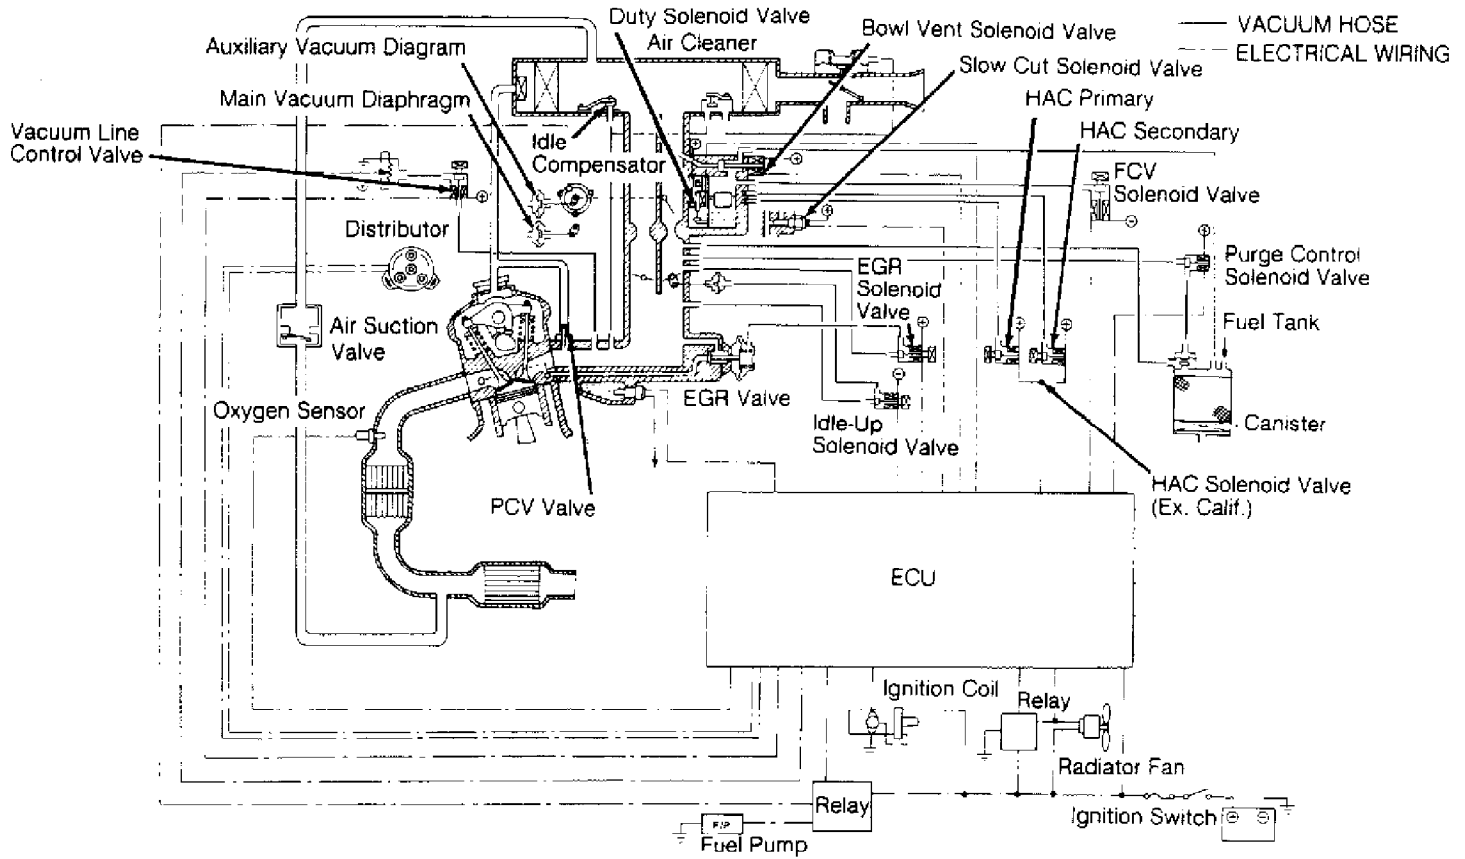 Duty Solenoid Valve
Air Cleaner
Bowl Vent Solenoid Valve
VACUUM HOSE
ELECTRICAL WIRING
Auxiliary Vacuum Diagram
Slow Cut Solenoid Valve
Main Vacuum Diaphragm
HAC Primary
HAC Secondary
Vacuum Line
Control Valve
Idle
Compensator
FCV
Solenoid Valve
Distributor
Purge Control
Solenoid Valve
EGR
Solenoid
Valve
Air Suction
Valve
Fuel Tank
EGR Valve
Oxygen Sensor
Idle-Up
Solenoid Valve
Canister
PCV Valve
HAC Solenoid Valve
(Ex. Calif.)
ECU
Ignition Coil
Relay
Radiator Fan
Relay
Ignition Switch
F/P
Fuel Pump